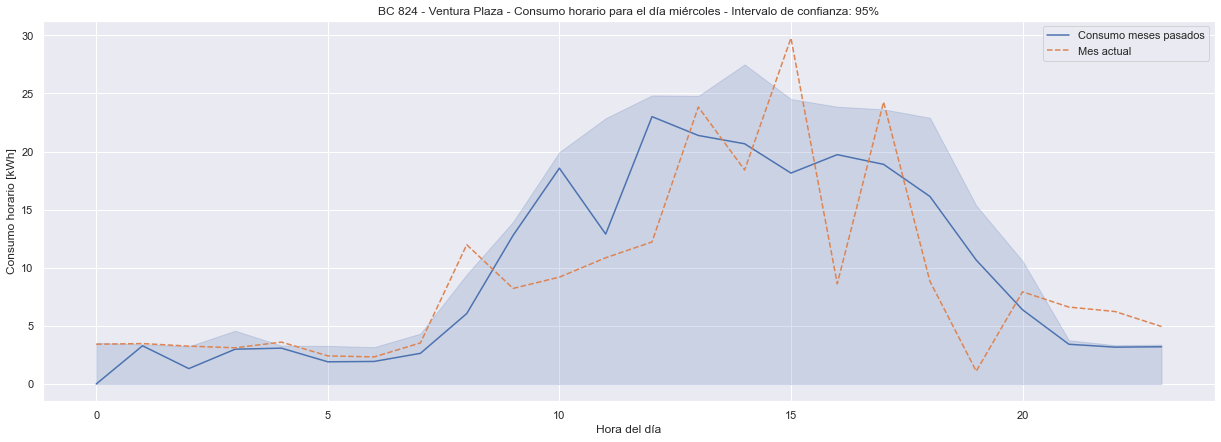 BC 824 - Ventura Plaza - Consumo horario para el día miércoles - Intervalo de confianza: 95%
Consumo meses pasados
Mes actual
Consumo horario [kWh]
30
25
20
15
10
5
0
0
5
10
15
20
Hora del día